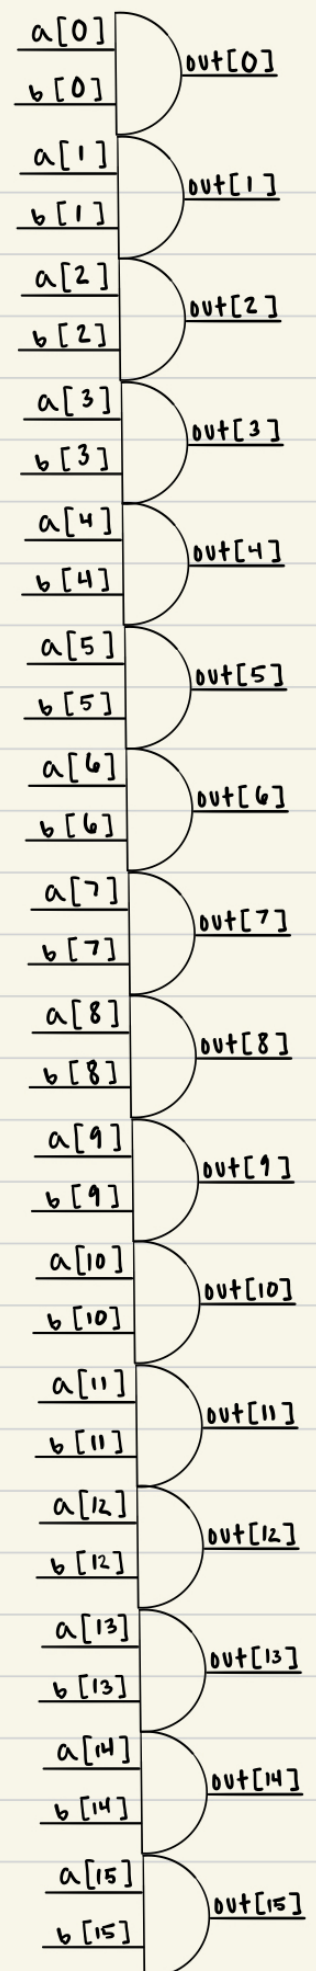 a[0]
out[0]
b[0]
a[1]
out[1]
b[1]
a[2]
out[2]
b[2]
a[3]
out[3]
b[3]
a[4]
out[4]
b[4]
a[5]
out[5]
b[5]
a[6]
out[6]
b[6]
a[7]
out[7]
b[7]
a[8]
out[8]
b[8]
a[9]
out[9]
b[9]
a[10]
out[10]
b[10]
a[11]
out[11]
b[11]
a[12]
out[12]
b[12]
a[13]
out[13]
b[13]
a[14]
out[14]
b[14]
a[15]
out[15]
b[15]